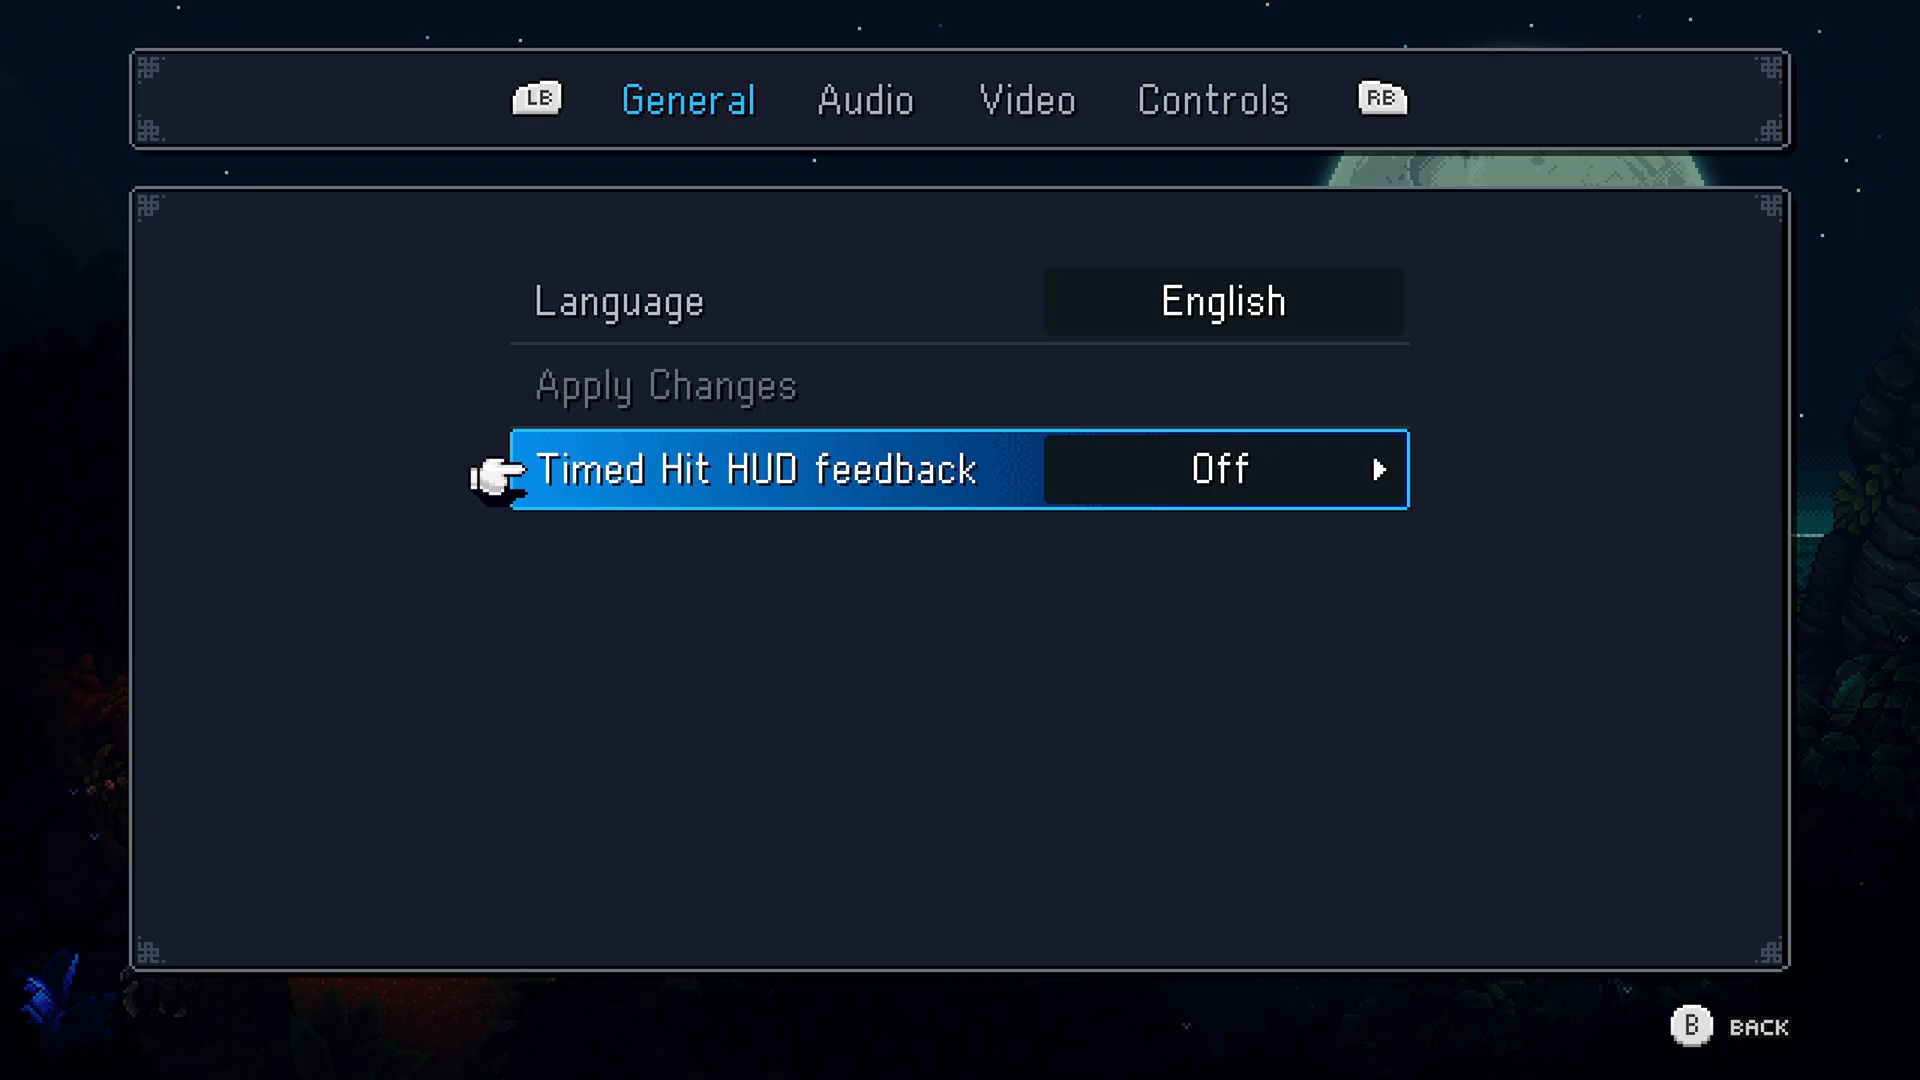 LB General Audio Video Controls RB
Language English
Apply Changes
Timed Hit HUD feedback Off
B BACK